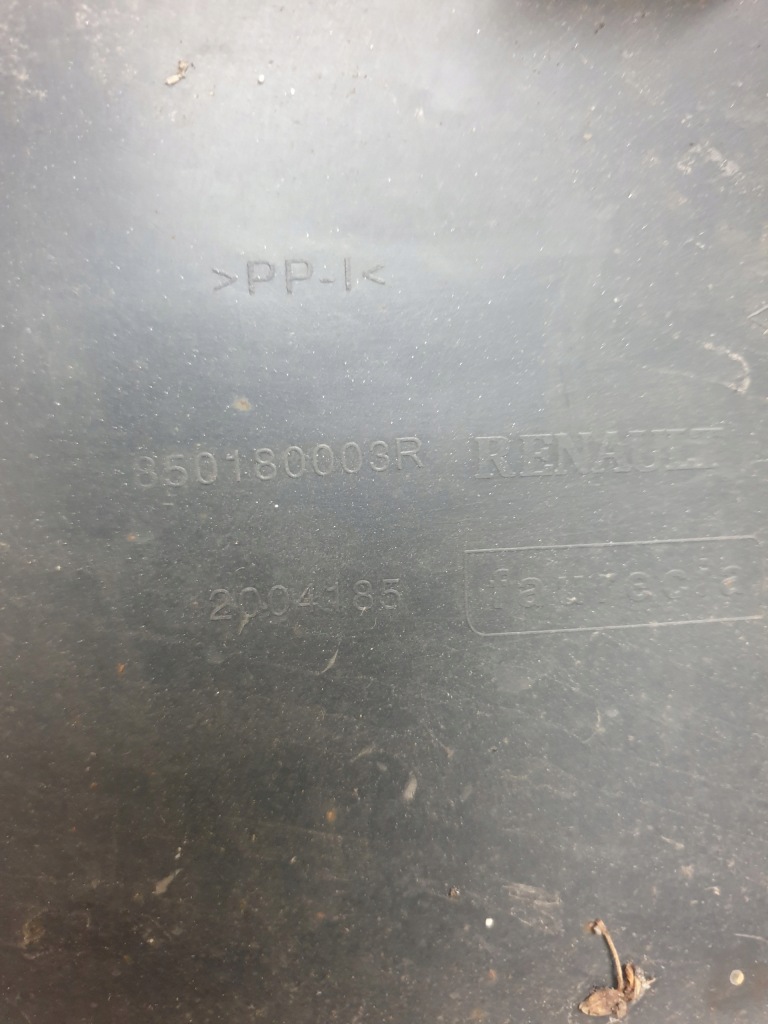 >PP-I<
850180003R RENAULT
2004185 faurecia